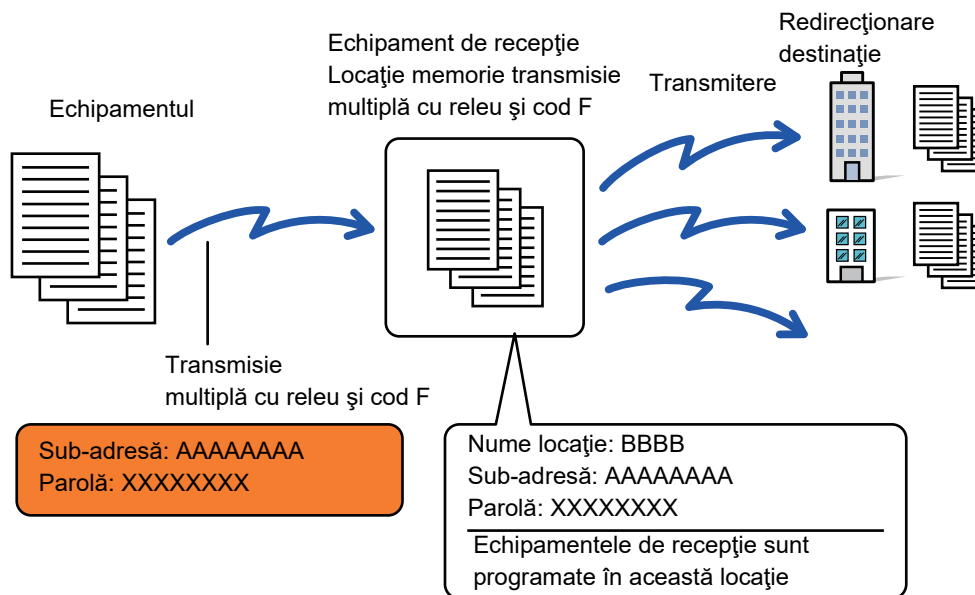 Echipamentul
Echipament de recepţie
Locaţie memorie transmisie
multiplă cu releu şi cod F
Transmitere
Redirecţionare
destinaţie
Transmisie
multiplă cu releu şi cod F
Sub-adresă: AAAAAAAA
Parolă: XXXXXXXX
Nume locaţie: BBBB
Sub-adresă: AAAAAAAA
Parolă: XXXXXXXX
Echipamentele de recepţie sunt
programate în această locaţie